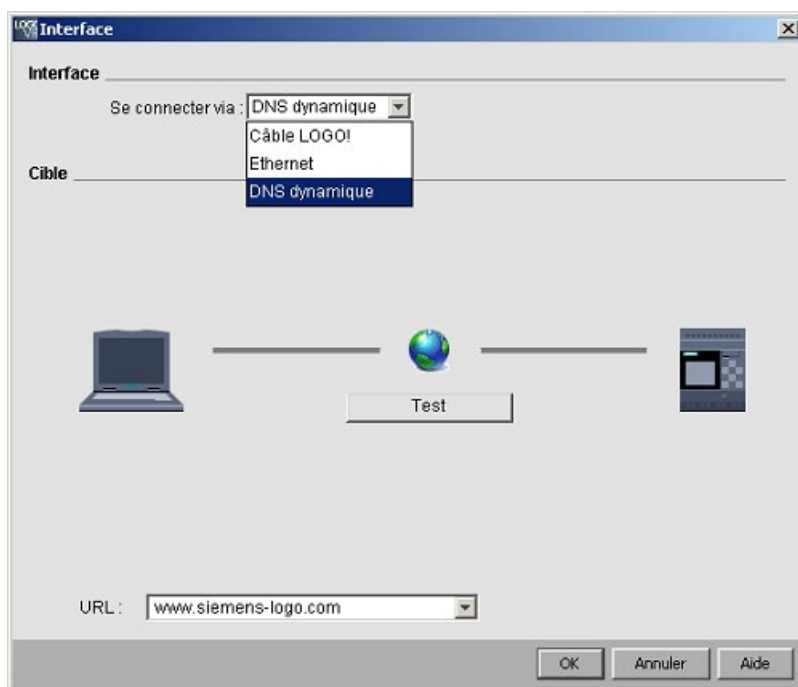 Interface
Interface
Se connecter via : DNS dynamique
Câble LOGO!
Ethernet
DNS dynamique
Cible
Test
URL : www.siemens-logo.com
OK Annuler Aide